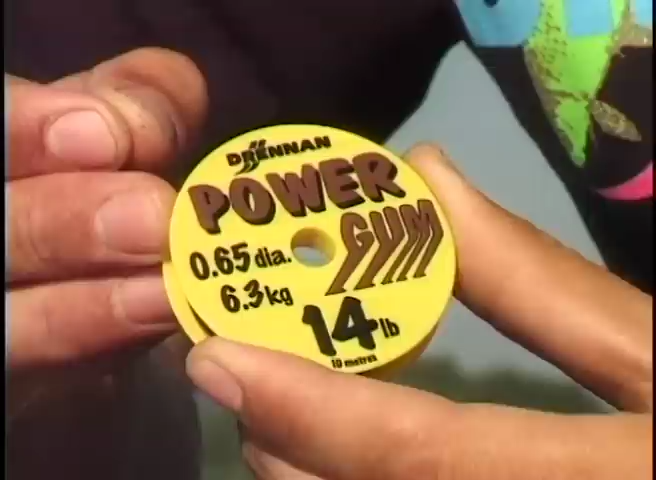 DRENNAN
POWER
GUM
0.65 dia.
6.3kg
14lb
10 metres